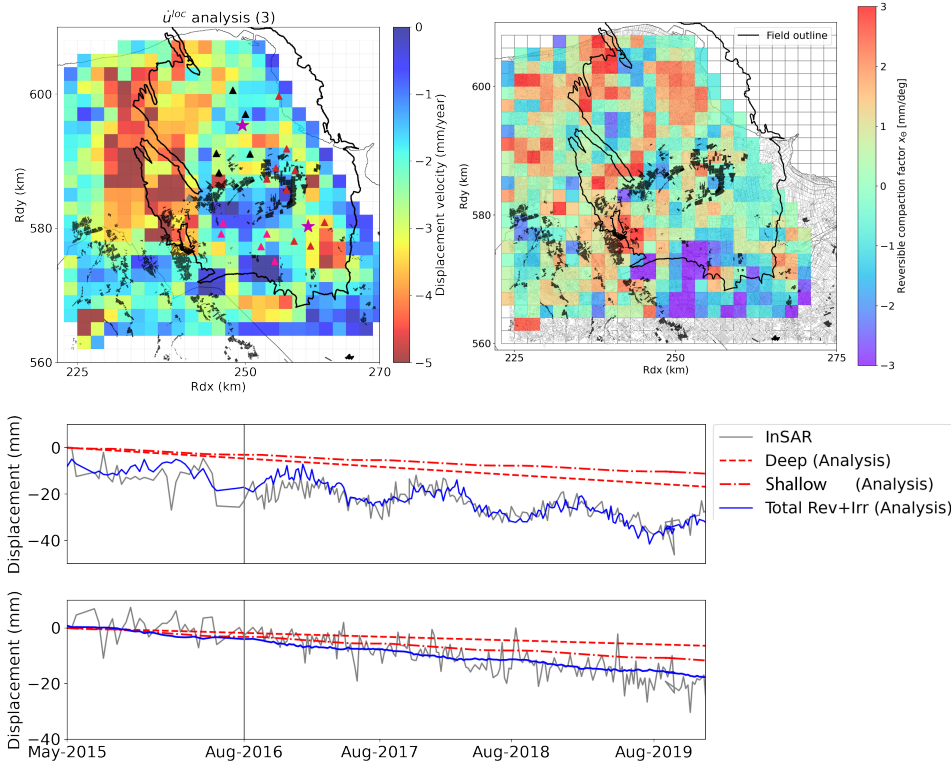 u̇ˡᵒᶜ analysis (3)
600
580
560
225
250
270
Rdx (km)
Rdy (km)
0
−1
−2
−3
−4
−5
Displacement velocity (mm/year)
Field outline
600
580
560
225
250
275
Rdx (km)
Rdy (km)
3
2
1
0
−1
−2
−3
Reversible compaction factor xΘ [mm/deg]
0
−20
−40
Displacement (mm)
InSAR
Deep (Analysis)
Shallow (Analysis)
Total Rev+Irr (Analysis)
0
−20
−40
Displacement (mm)
May-2015
Aug-2016
Aug-2017
Aug-2018
Aug-2019